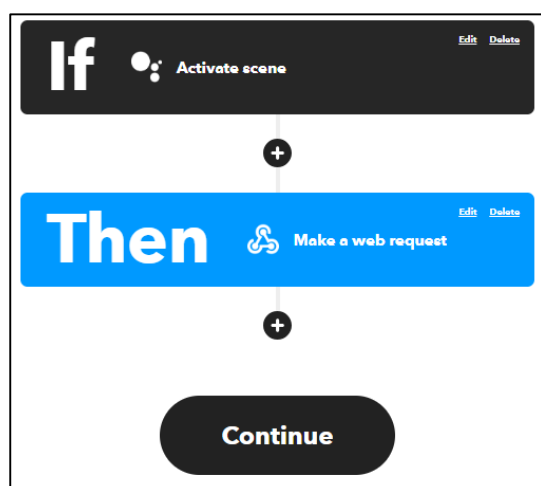 If
Activate scene
Edit Delete
Then
Make a web request
Edit Delete
Continue